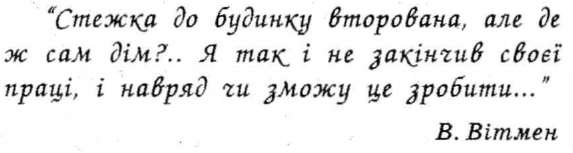 “Стежка до будинку вторована, але де
ж сам дім?.. Я так і не закінчив своєї
праці, і навряд чи зможу це зробити...”
В. Вітмен